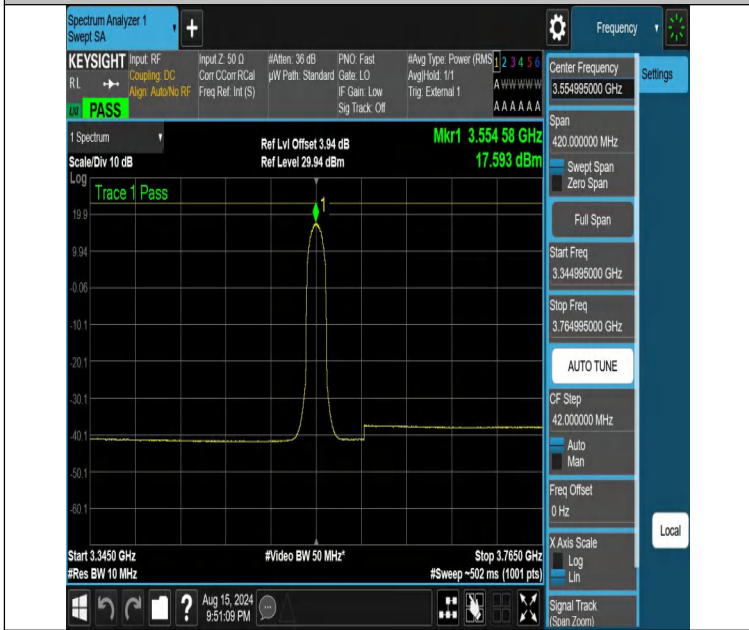 Spectrum Analyzer 1
Swept SA
Frequency
KEYSIGHT
RL
LXI
PASS
Input: RF
Coupling: DC
Align: Auto/No RF
Input Z: 50 Ω
Corr CCorr RCal
Freq Ref: Int (S)
#Atten: 36 dB
µW Path: Standard
PNO: Fast
Gate: LO
IF Gain: Low
Sig Track: Off
#Avg Type: Power (RMS
Avg|Hold: 1/1
Trig: External 1
1 2 3 4 5 6
A W W W W W
A A A A A A
1 Spectrum
Scale/Div 10 dB
Ref Lvl Offset 3.94 dB
Ref Level 29.94 dBm
Mkr1 3.554 58 GHz
17.593 dBm
Log
Trace 1 Pass
1
19.9
9.94
-0.06
-10.1
-20.1
-30.1
-40.1
-50.1
-60.1
Start 3.3450 GHz
#Res BW 10 MHz
#Video BW 50 MHz*
Stop 3.7650 GHz
#Sweep ~502 ms (1001 pts)
Aug 15, 2024
9:51:09 PM
Center Frequency
3.554995000 GHz
Settings
Span
420.000000 MHz
Swept Span
Zero Span
Full Span
Start Freq
3.344995000 GHz
Stop Freq
3.764995000 GHz
AUTO TUNE
CF Step
42.000000 MHz
Auto
Man
Freq Offset
0 Hz
X Axis Scale
Log
Lin
Local
Signal Track
(Span Zoom)